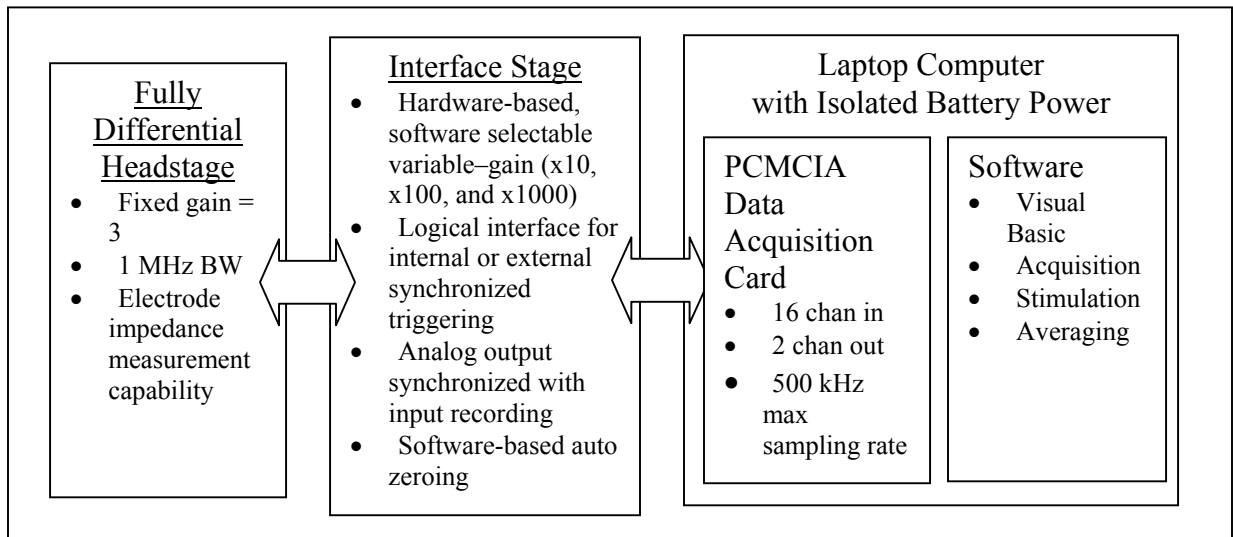 Fully
Differential
Headstage
• Fixed gain =
3
• 1 MHz BW
• Electrode
impedance
measurement
capability
Interface Stage
• Hardware-based,
software selectable
variable–gain (x10,
x100, and x1000)
• Logical interface for
internal or external
synchronized
triggering
• Analog output
synchronized with
input recording
• Software-based auto
zeroing
Laptop Computer
with Isolated Battery Power
PCMCIA
Data
Acquisition
Card
• 16 chan in
• 2 chan out
• 500 kHz
max
sampling rate
Software
• Visual
Basic
• Acquisition
• Stimulation
• Averaging